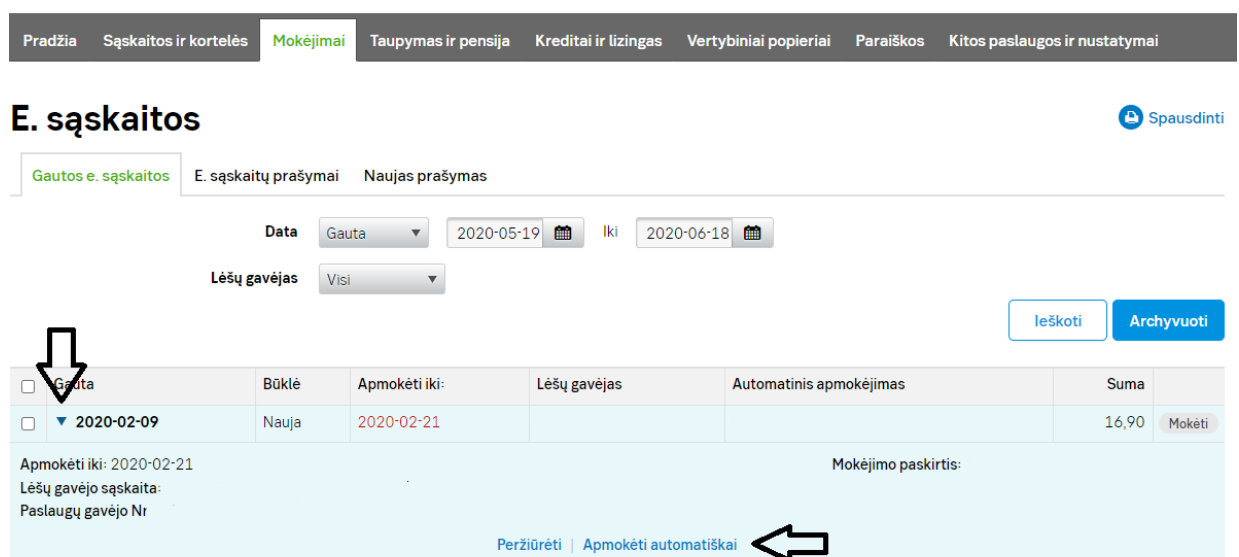 Pradžia Sąskaitos ir kortelės Mokėjimai Taupymas ir pensija Kreditai ir lizingas Vertybiniai popieriai Paraiškos Kitos paslaugos ir nustatymai
E. sąskaitos
Spausdinti
Gautos e. sąskaitos E. sąskaitų prašymai Naujas prašymas
Data Gauta 2020-05-19 Iki 2020-06-18
Lėšų gavėjas Visi
Ieškoti Archyvuoti
Gauta Būklė Apmokėti iki: Lėšų gavėjas Automatinis apmokėjimas Suma
2020-02-09 Nauja 2020-02-21 16,90 Mokėti
Apmokėti iki: 2020-02-21 Mokėjimo paskirtis:
Lėšų gavėjo sąskaita:
Paslaugų gavėjo Nr
Peržiūrėti | Apmokėti automatiškai